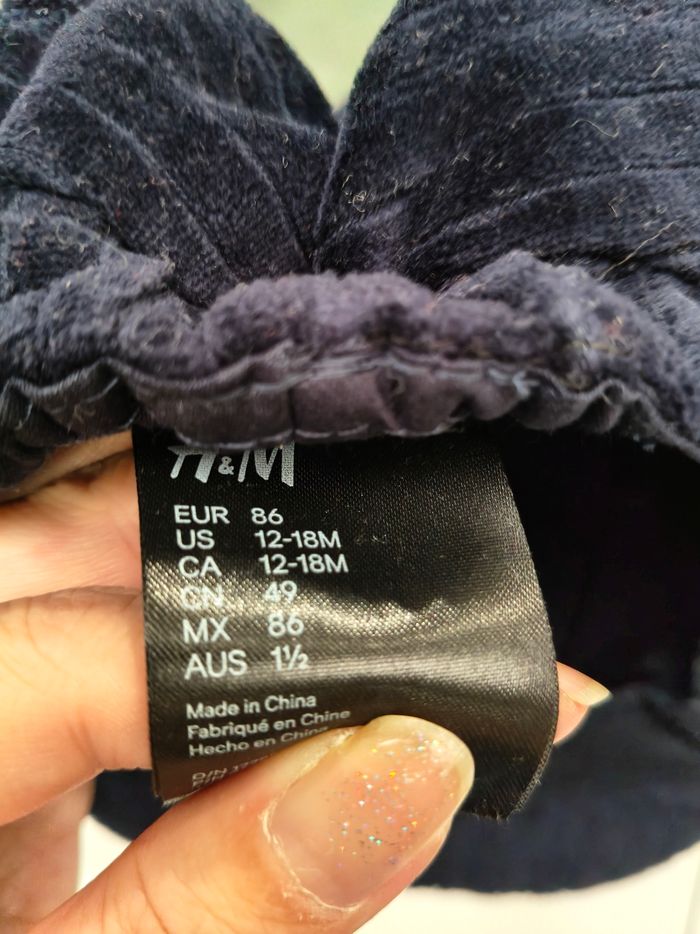 H&M
EUR 86
US 12-18M
CA 12-18M
CN 49
MX 86
AUS 1½
Made in China
Fabriqué en Chine
Hecho en China